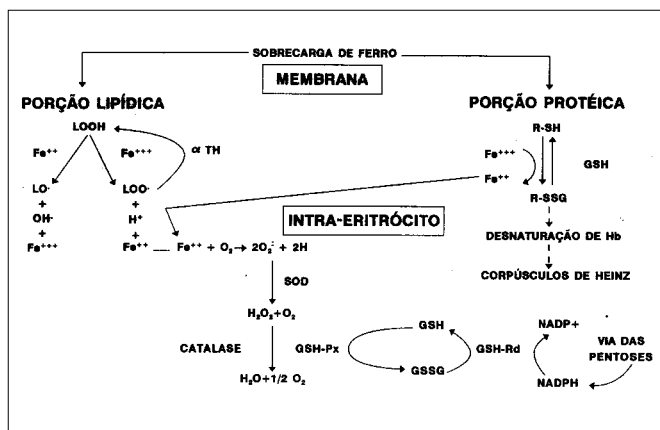 SOBRECARGA DE FERRO
MEMBRANA
PORÇÃO LIPÍDICA
PORÇÃO PROTÉICA
LOOH
R-SH
Fe⁺⁺
Fe⁺⁺⁺
α TH
Fe⁺⁺⁺
GSH
Fe⁺⁺
LO·
LOO·
R-SSG
+
+
OH-
H⁺
INTRA-ERITRÓCITO
+
+
DESNATURAÇÃO DE Hb
Fe⁺⁺⁺
Fe⁺⁺
Fe⁺⁺ + O₂ → 2O₂⁻ + 2H
CORPÚSCULOS DE HEINZ
SOD
H₂O₂+O₂
GSH
NADP+
CATALASE
GSH-Px
GSH-Rd
VIA DAS
PENTOSES
GSSG
NADPH
H₂O+1/2 O₂